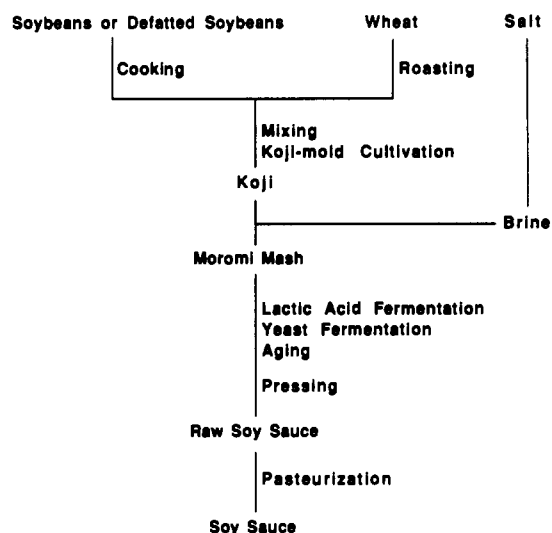 Soybeans or Defatted Soybeans Wheat Salt
Cooking Roasting
Mixing
Koji-mold Cultivation
Koji
Brine
Moromi Mash
Lactic Acid Fermentation
Yeast Fermentation
Aging
Pressing
Raw Soy Sauce
Pasteurization
Soy Sauce